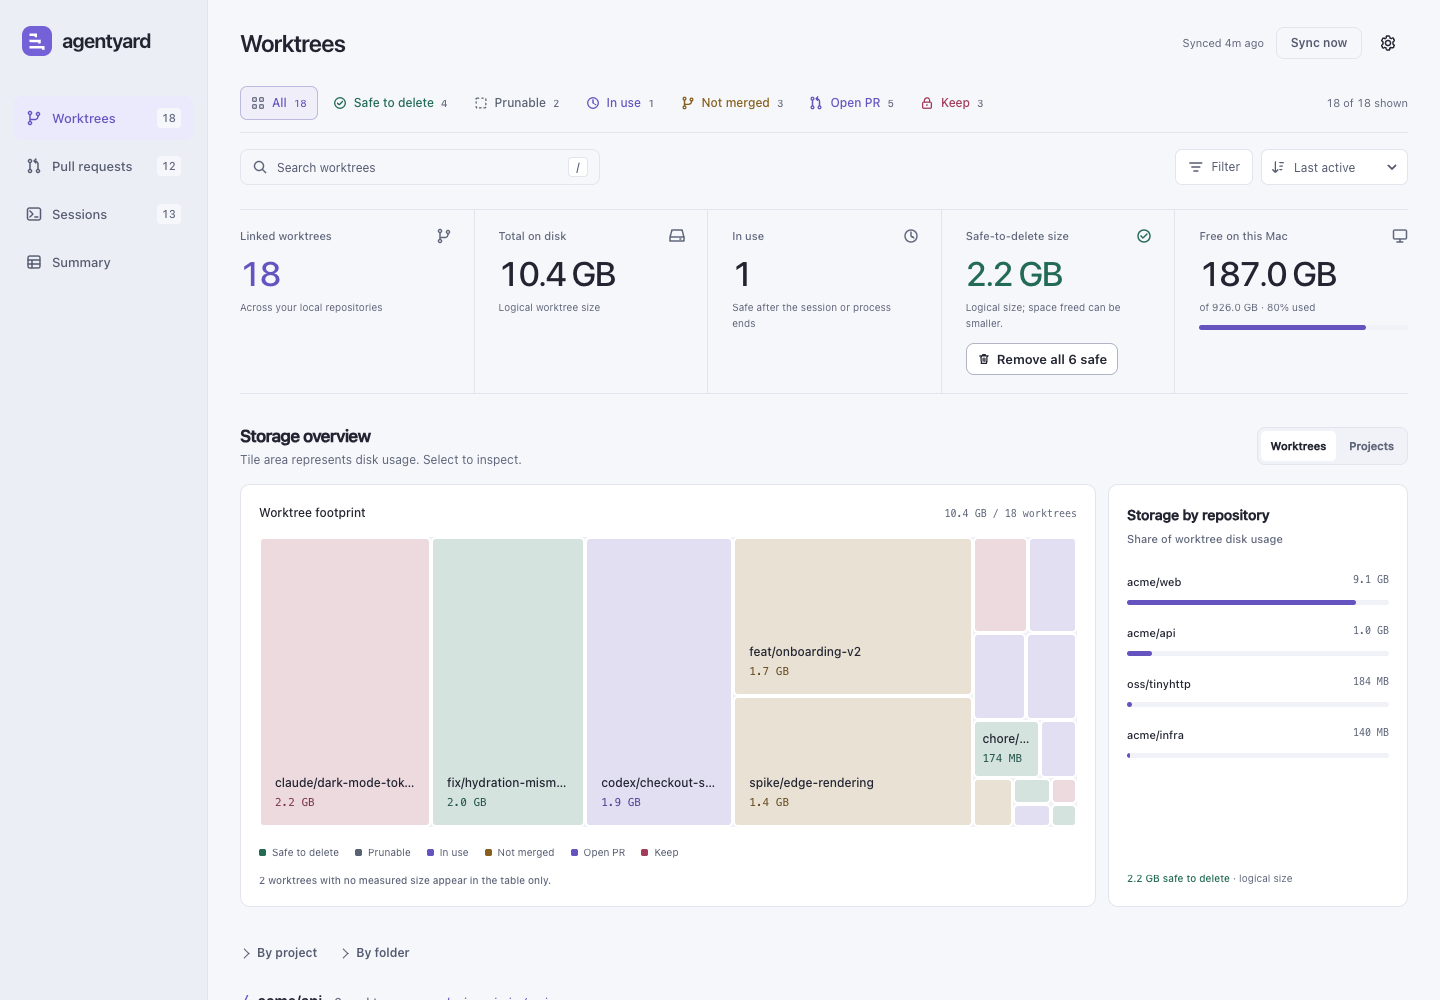 agentyard
Worktrees 18
Pull requests 12
Sessions 13
Summary
Worktrees
Synced 4m ago
Sync now
All 18
Safe to delete 4
Prunable 2
In use 1
Not merged 3
Open PR 5
Keep 3
18 of 18 shown
Search worktrees
/
Filter
Last active
Linked worktrees
18
Across your local repositories
Total on disk
10.4 GB
Logical worktree size
In use
1
Safe after the session or process
ends
Safe-to-delete size
2.2 GB
Logical size; space freed can be
smaller.
Remove all 6 safe
Free on this Mac
187.0 GB
of 926.0 GB · 80% used
Storage overview
Tile area represents disk usage. Select to inspect.
Worktrees
Projects
Worktree footprint
10.4 GB / 18 worktrees
claude/dark-mode-tok...
2.2 GB
fix/hydration-mism...
2.0 GB
codex/checkout-s...
1.9 GB
feat/onboarding-v2
1.7 GB
spike/edge-rendering
1.4 GB
chore/...
174 MB
Safe to delete
Prunable
In use
Not merged
Open PR
Keep
2 worktrees with no measured size appear in the table only.
Storage by repository
Share of worktree disk usage
acme/web 9.1 GB
acme/api 1.0 GB
oss/tinyhttp 184 MB
acme/infra 140 MB
2.2 GB safe to delete · logical size
By project
By folder
acme/api